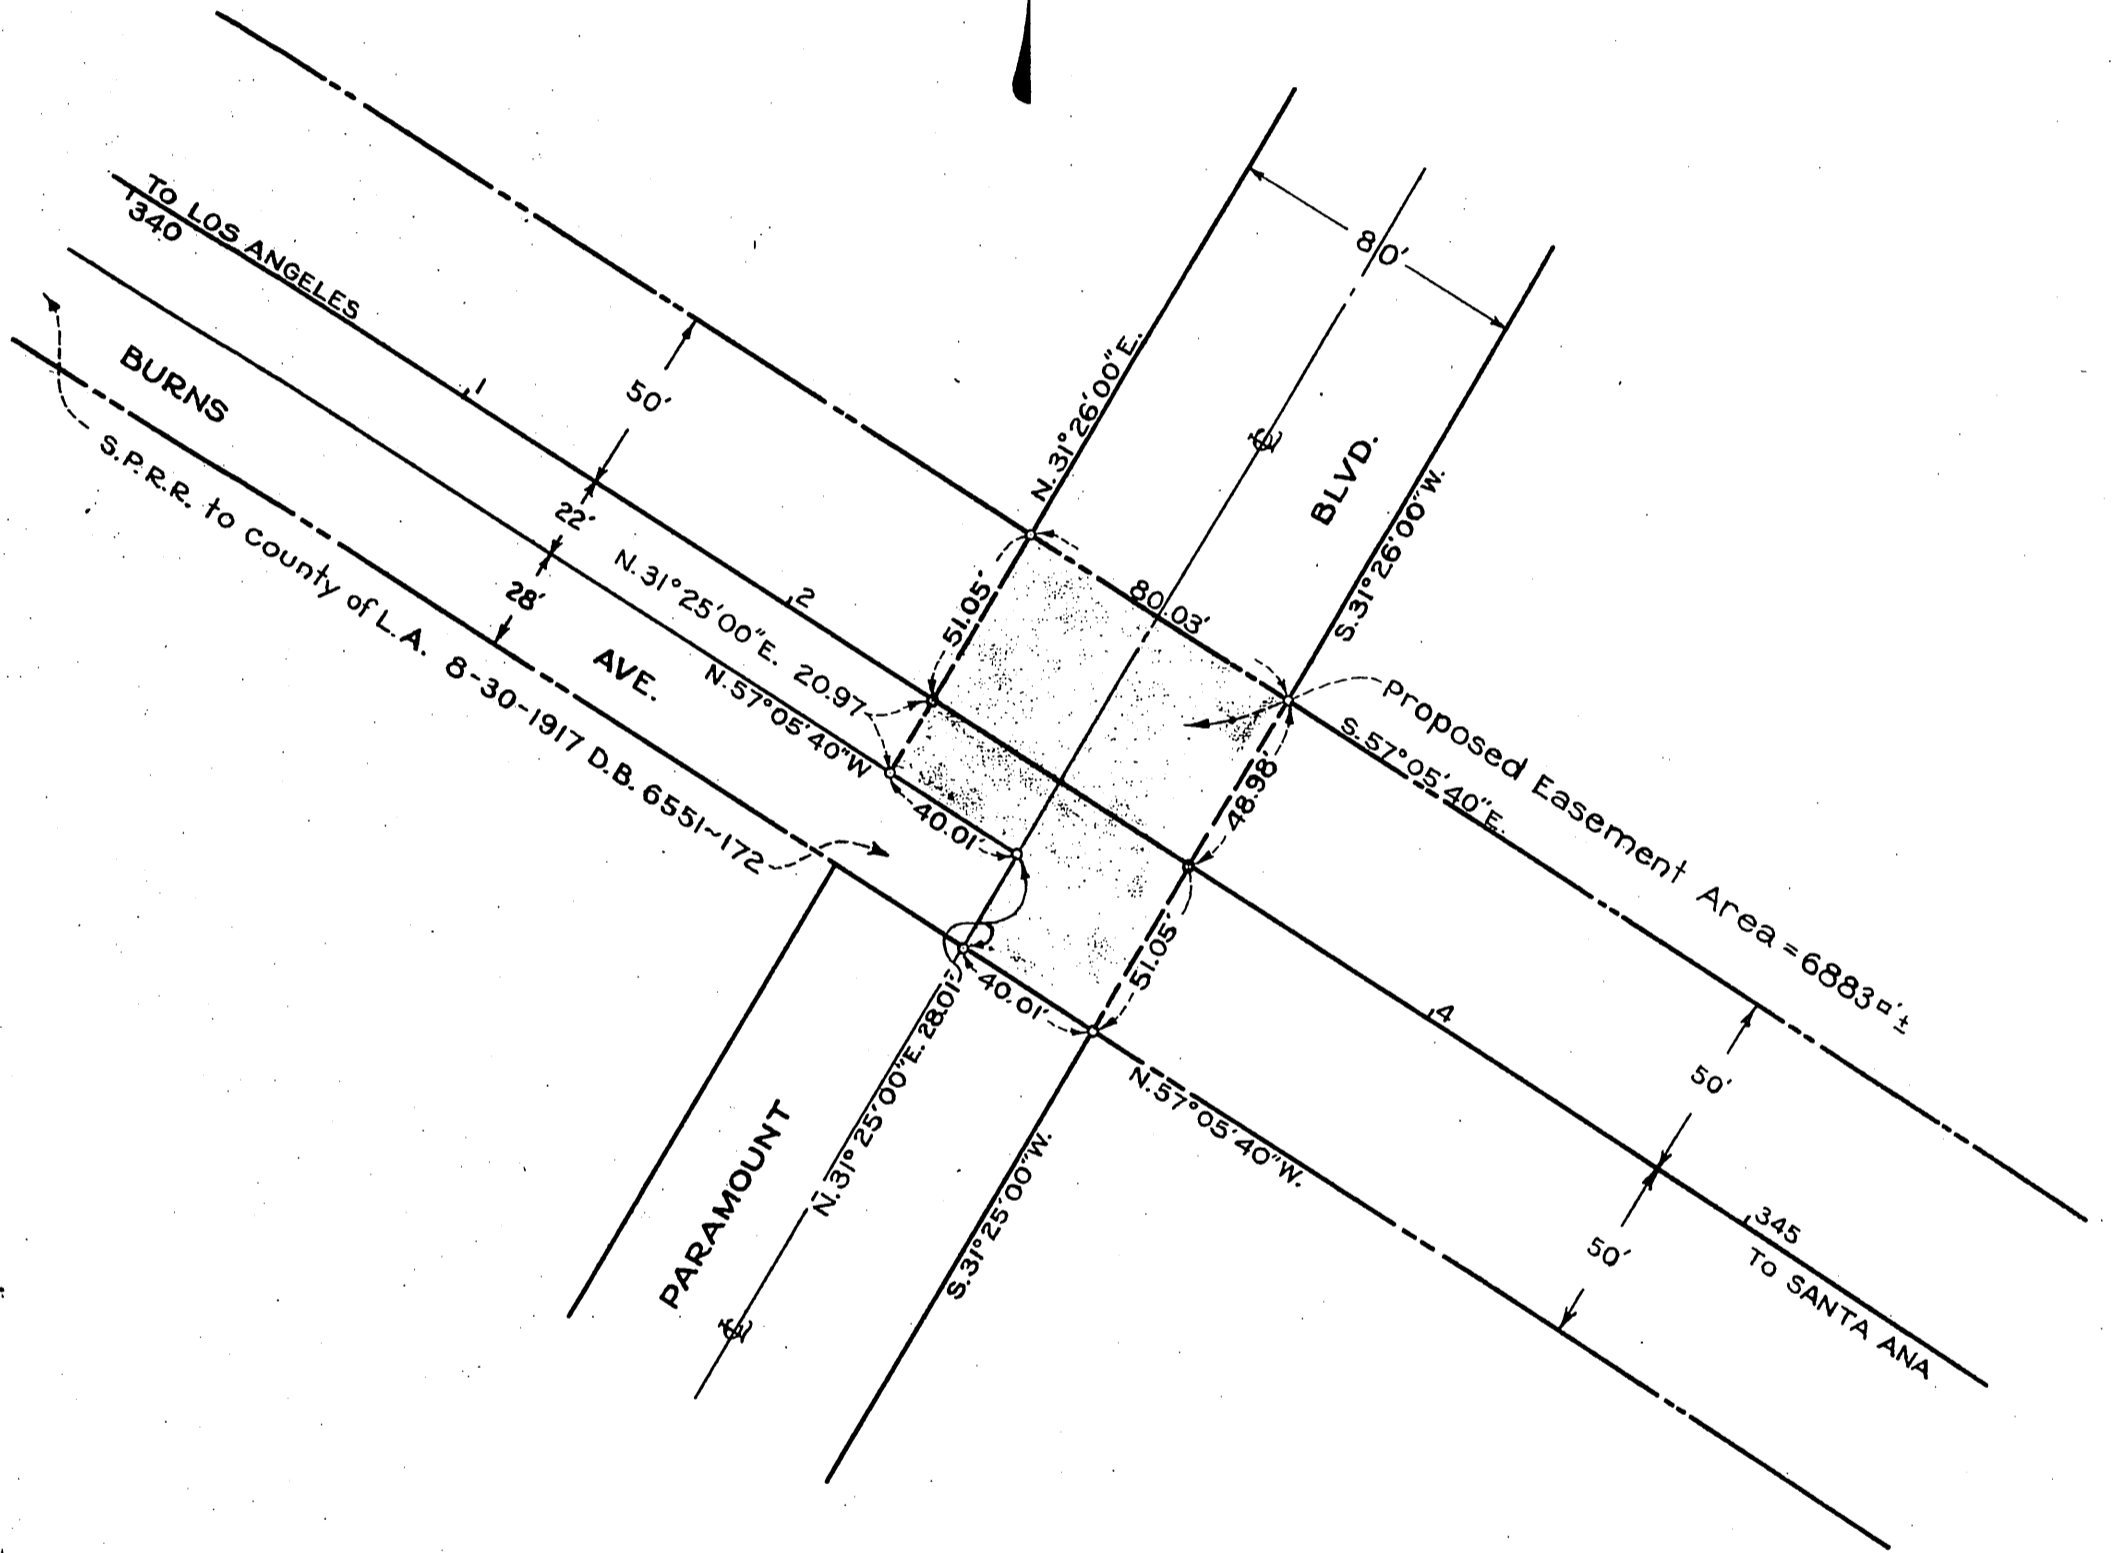 TO LOS ANGELES
340
1
2
4
345
TO SANTA ANA
BURNS
AVE.
S.P.R.R. to county of L.A. 8-30-1917 D.B. 6551~172
50'
22'
28'
N.31°25'00"E. 20.97
N.57°05'40"W
N.31°26'00"E.
80'
℄
BLVD.
S.31°26'00"W.
51.05'
80.03'
Proposed Easement Area = 6883 □'±
S.57°05'40"E.
48.98'
40.01'
51.05'
40.01'
N.31°25'00"E. 28.01'
N.57°05'40"W.
S.31°25'00"W.
PARAMOUNT
℄
50'
50'